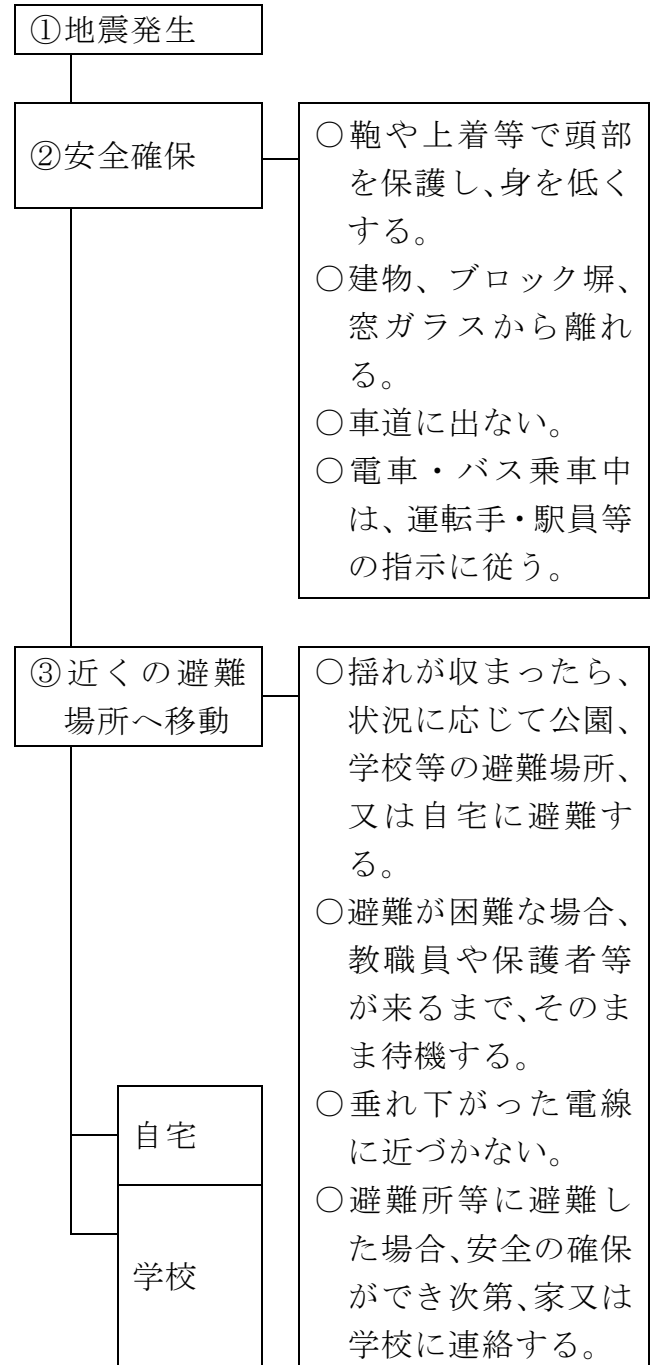 ①地震発生
②安全確保
○鞄や上着等で頭部
を保護し、身を低く
する。
○建物、ブロック塀、
窓ガラスから離れ
る。
○車道に出ない。
○電車・バス乗車中
は、運転手・駅員等
の指示に従う。
③近くの避難
場所へ移動
○揺れが収まったら、
状況に応じて公園、
学校等の避難場所、
又は自宅に避難す
る。
○避難が困難な場合、
教職員や保護者等
が来るまで、そのま
ま待機する。
○垂れ下がった電線
に近づかない。
○避難所等に避難し
た場合、安全の確保
ができ次第、家又は
学校に連絡する。
自宅
学校